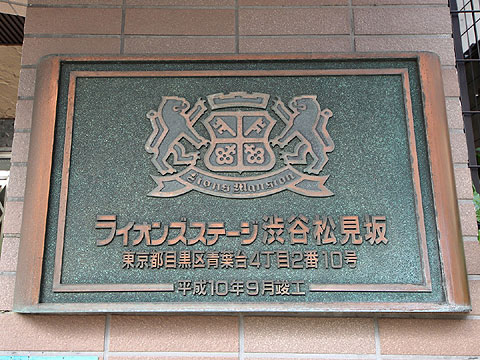 Lions Mansion
ライオンズステージ渋谷松見坂
東京都目黒区青葉台4丁目2番10号
平成10年9月竣工